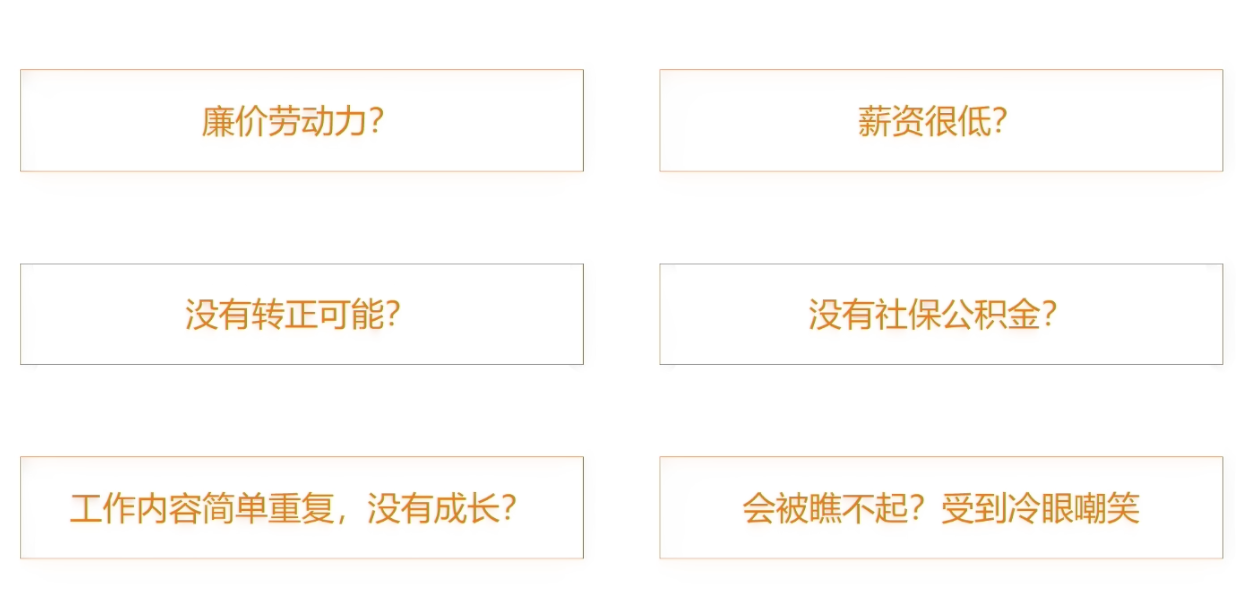 廉价劳动力？
薪资很低？
没有转正可能？
没有社保公积金？
工作内容简单重复，没有成长？
会被瞧不起？受到冷眼嘲笑